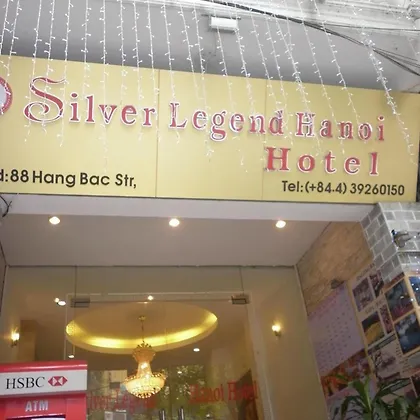 Silver Legend Hanoi
Hotel
d:88 Hang Bac Str,
Tel:(+84.4) 39260150
HSBC
ATM